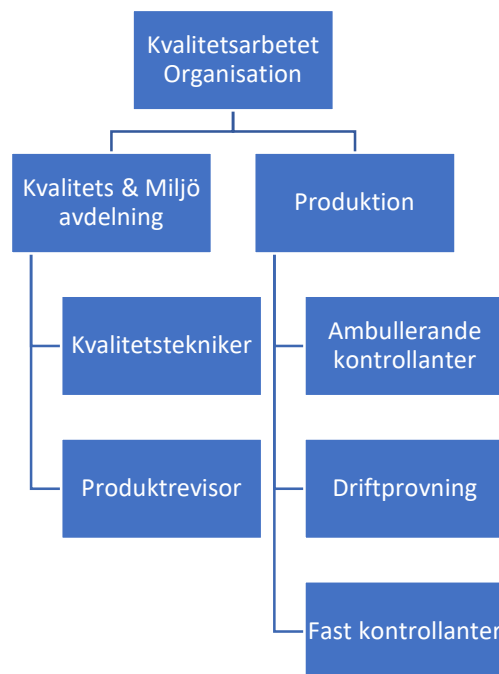 Kvalitetsarbetet
Organisation
Kvalitets & Miljö
avdelning
Produktion
Kvalitetstekniker
Ambullerande
kontrollanter
Produktrevisor
Driftprovning
Fast kontrollanter